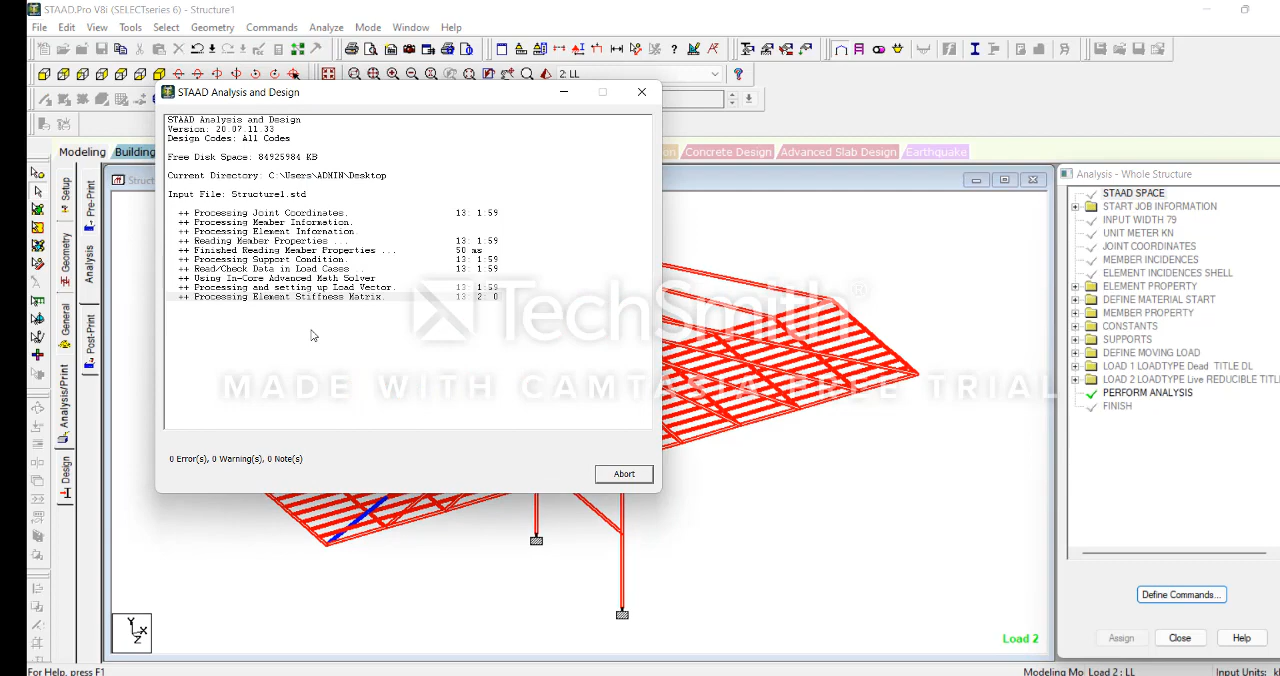 STAAD.Pro V8i (SELECTseries 6) - Structure1
File Edit View Tools Select Geometry Commands Analyze Mode Window Help
2: LL
STAAD Analysis and Design
STAAD Analysis and Design
Version: 20.07.11.33
Design Codes: All Codes
Free Disk Space: 84925984 KB
Current Directory: C:\Users\ADMIN\Desktop
Input File: Structure1.std
++ Processing Joint Coordinates. 13: 1:59
++ Processing Member Information.
++ Processing Element Information.
++ Reading Member Properties ... 13: 1:59
++ Finished Reading Member Properties ... 50 ms
++ Processing Support Condition. 13: 1:59
++ Read/Check Data in Load Cases .. 13: 1:59
++ Using In-Core Advanced Math Solver
++ Processing and setting up Load Vector. 13: 1:59
++ Processing Element Stiffness Matrix. 13: 2: 0
0 Error(s), 0 Warning(s), 0 Note(s)
Abort
Modeling Building
Concrete Design Advanced Slab Design Earthquake
Setup
Geometry
General
Analysis/Print
Design
Pre-Print
Analysis
Post-Print
Struct
TechSmith®
MADE WITH CAMTASIA FREE TRIAL
Y
X
Z
Load 2
Analysis - Whole Structure
STAAD SPACE
START JOB INFORMATION
INPUT WIDTH 79
UNIT METER KN
JOINT COORDINATES
MEMBER INCIDENCES
ELEMENT INCIDENCES SHELL
ELEMENT PROPERTY
DEFINE MATERIAL START
MEMBER PROPERTY
CONSTANTS
SUPPORTS
DEFINE MOVING LOAD
LOAD 1 LOADTYPE Dead TITLE DL
LOAD 2 LOADTYPE Live REDUCIBLE TITLE
PERFORM ANALYSIS
FINISH
Define Commands...
Assign Close Help
For Help, press F1
Modeling Mo Load 2 : LL Input Units: k